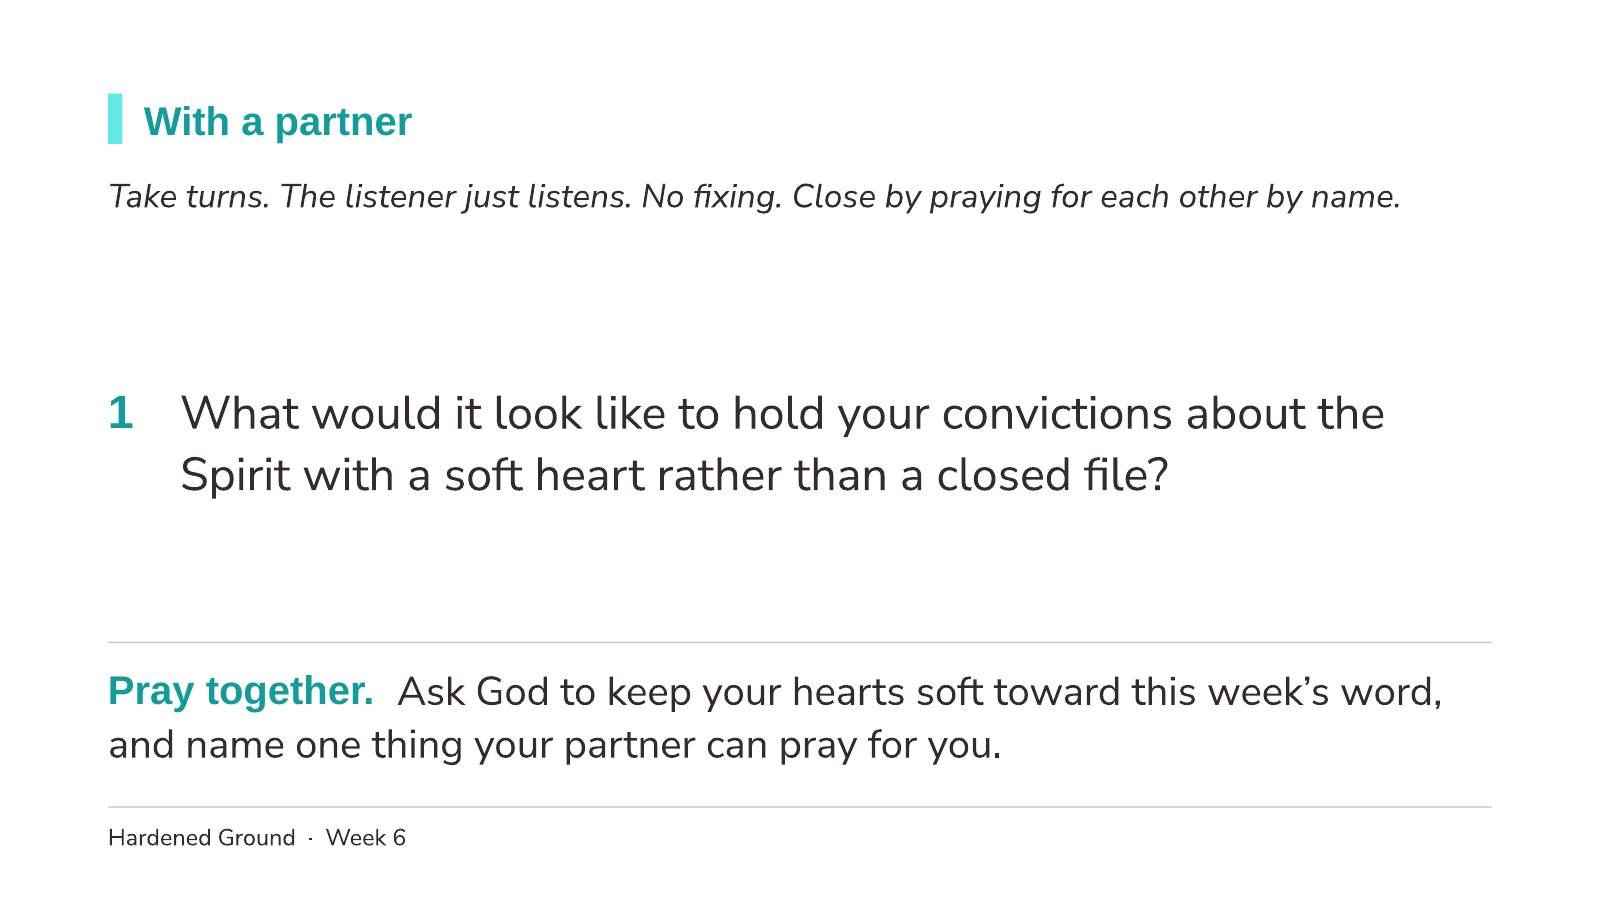 With a partner
Take turns. The listener just listens. No fixing. Close by praying for each other by name.
1 What would it look like to hold your convictions about the
Spirit with a soft heart rather than a closed file?
Pray together. Ask God to keep your hearts soft toward this week’s word,
and name one thing your partner can pray for you.
Hardened Ground · Week 6